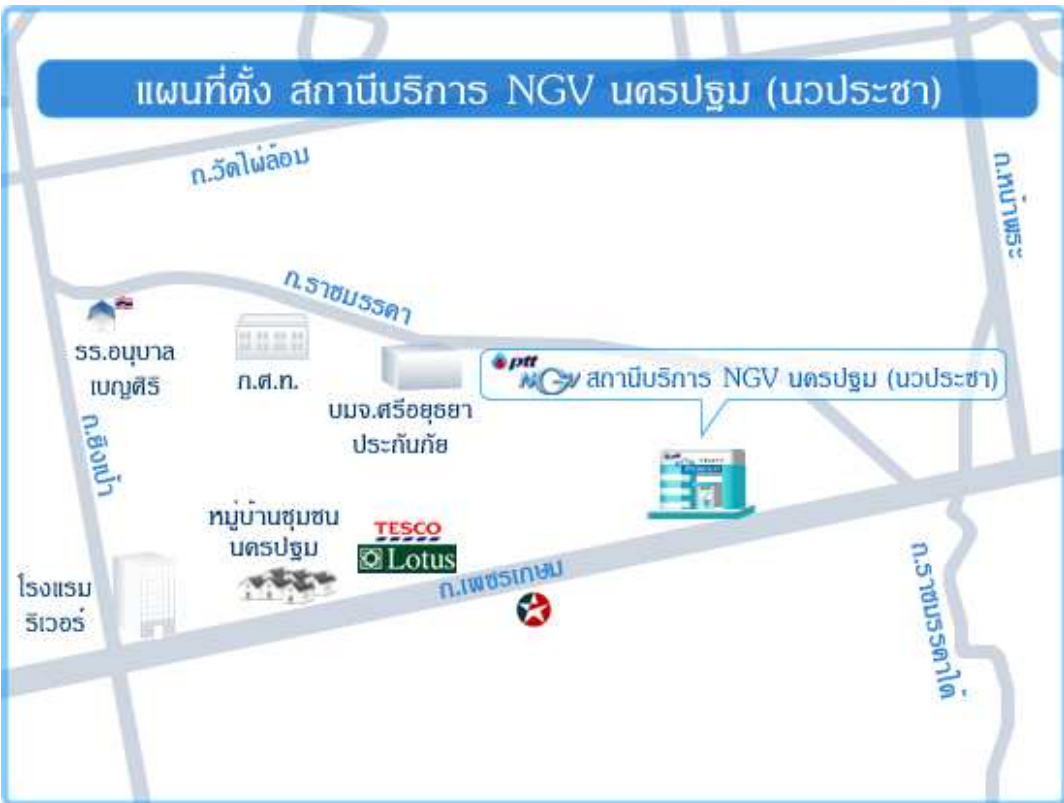 แผนที่ตั้ง สถานีบริการ NGV นครปฐม (นวประชา)
ถ.วัดไผ่ล้อม
ถ.หน้าพระ
ถ.ราชมรรคา
รร.อนุบาล
เบญศิริ
ก.ศ.ท.
บมจ.ศรีอยุธยา
ประกันภัย
ptt
NGV สถานีบริการ NGV นครปฐม (นวประชา)
ถ.ยิงเป้า
หมู่บ้านชุมชน
นครปฐม
TESCO
Lotus
ถ.เพชรเกษม
โรงแรม
ริเวอร์
ถ.ราชมรรคาใต้